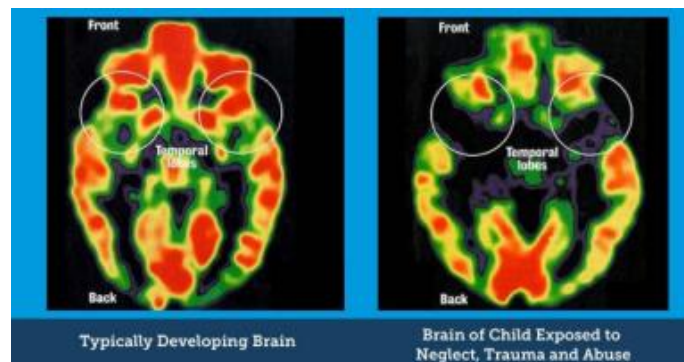 Front
Temporal
lobes
Back
Typically Developing Brain
Front
Temporal
lobes
Back
Brain of Child Exposed to
Neglect, Trauma and Abuse